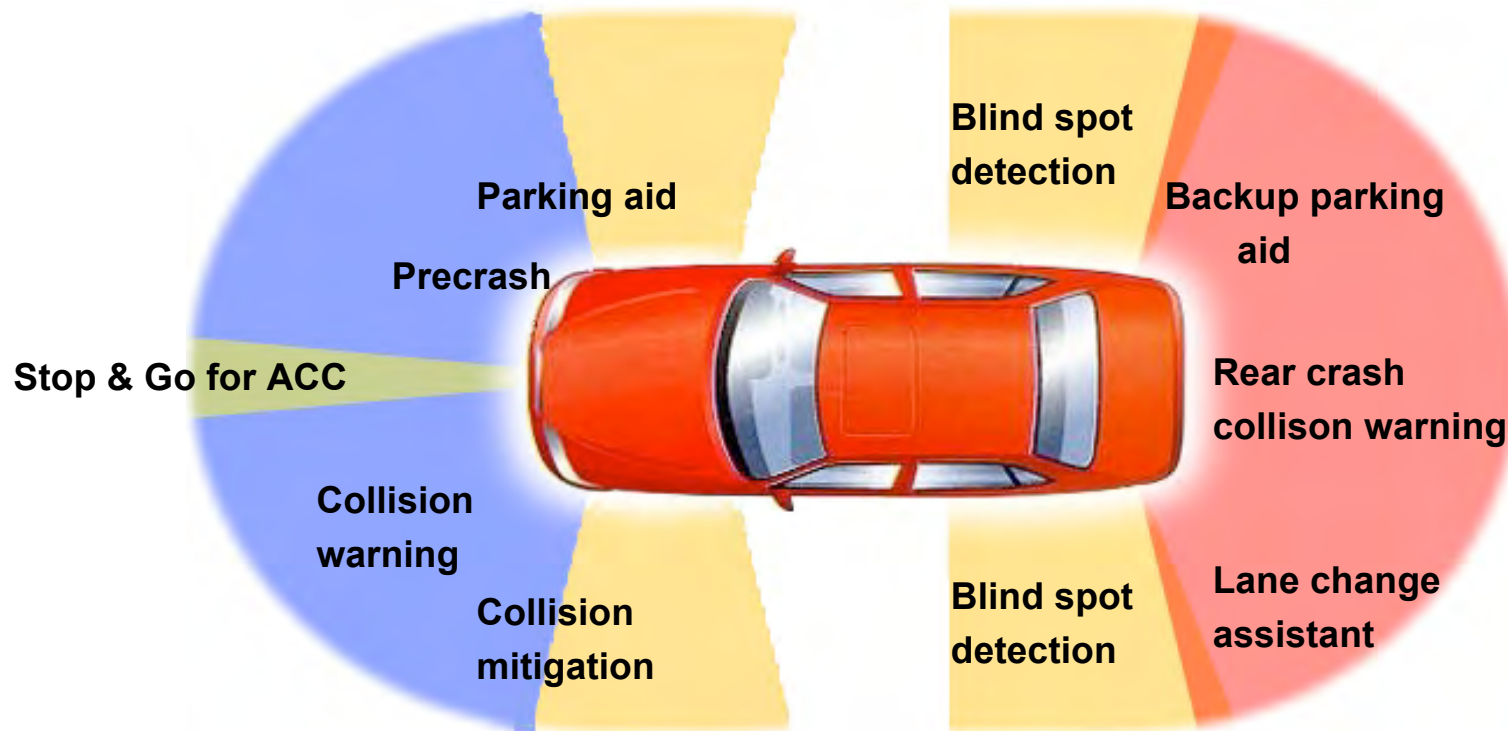 Parking aid
Precrash
Stop & Go for ACC
Collision
warning
Collision
mitigation
Blind spot
detection
Backup parking
aid
Rear crash
collison warning
Blind spot
detection
Lane change
assistant